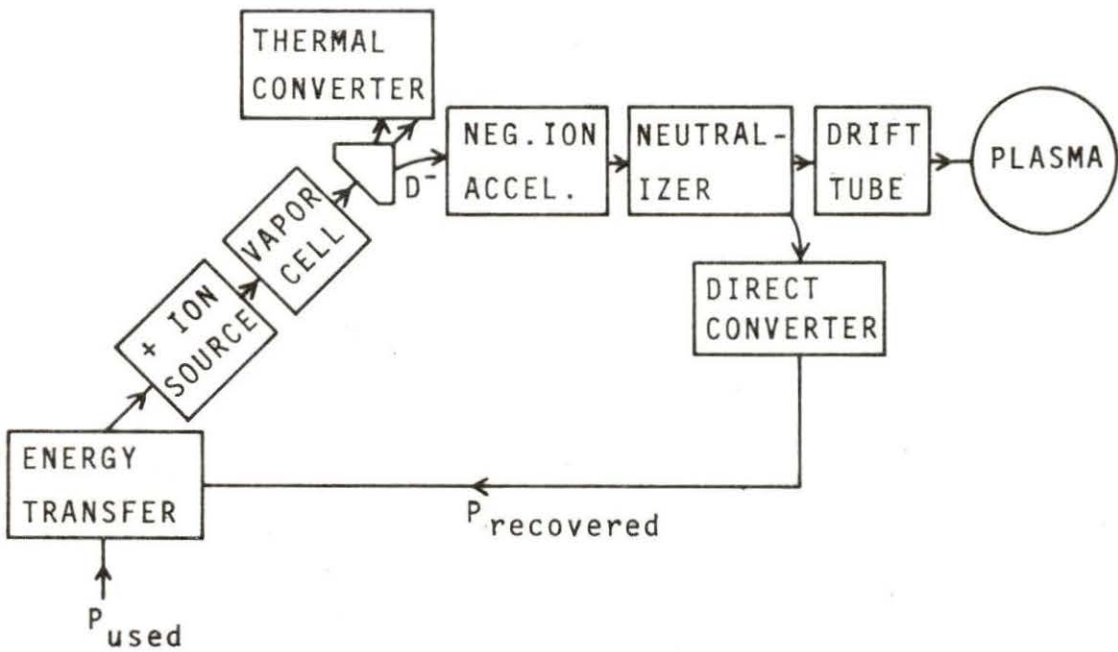 THERMAL
CONVERTER
NEG.ION
ACCEL.
NEUTRAL-
IZER
DRIFT
TUBE
PLASMA
D-
VAPOR
CELL
+ ION
SOURCE
DIRECT
CONVERTER
ENERGY
TRANSFER
P recovered
P used